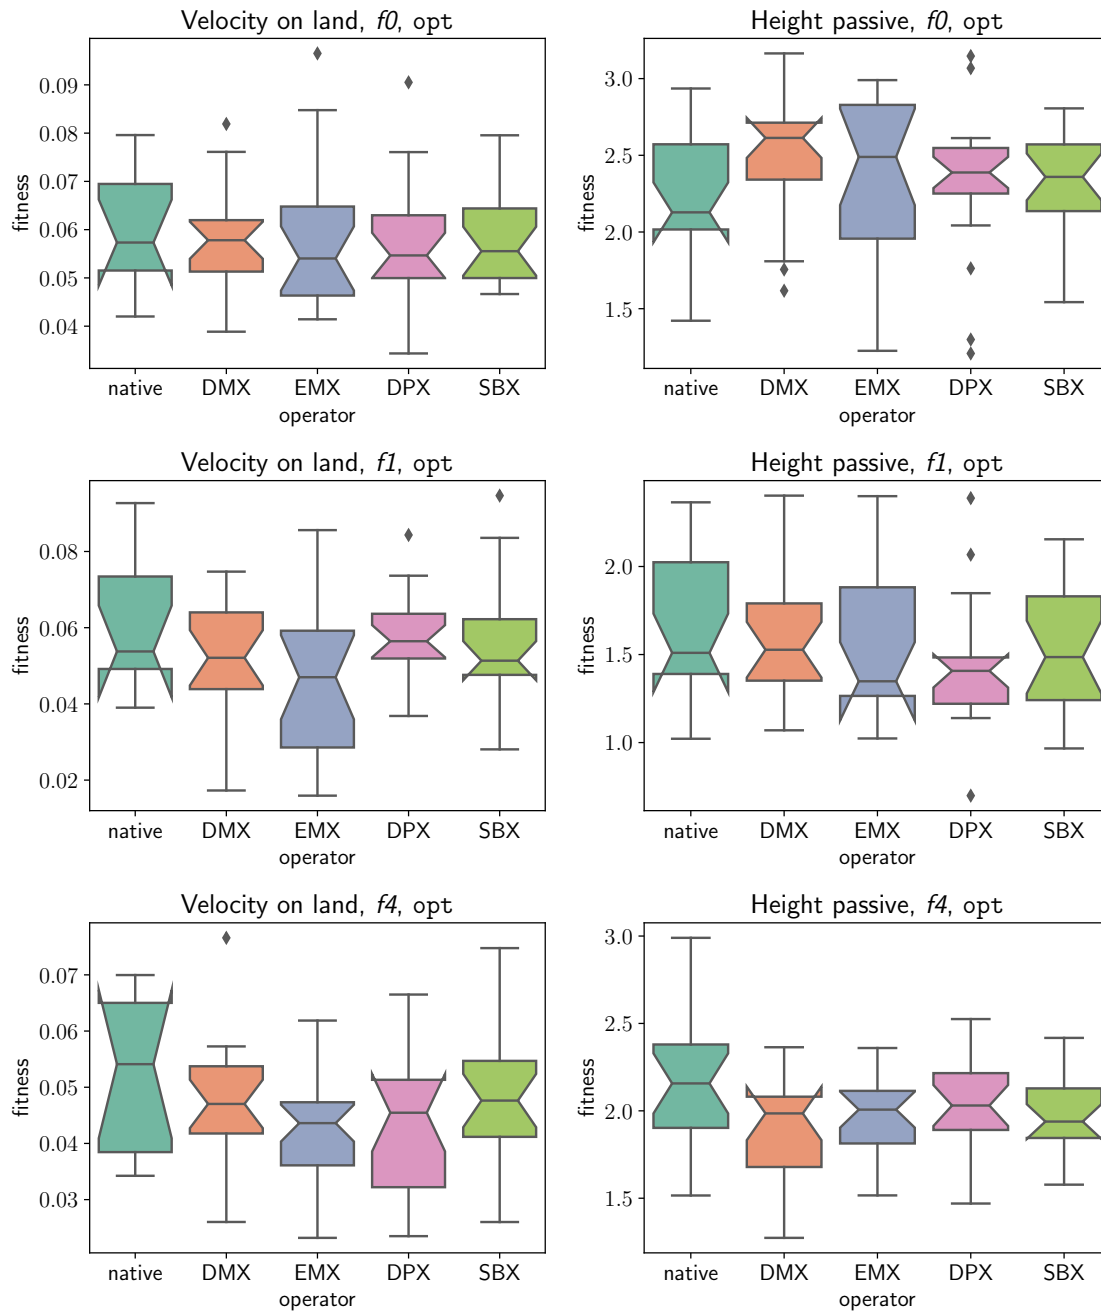 Velocity on land, f0, opt
fitness
0.09
0.08
0.07
0.06
0.05
0.04
native DMX EMX DPX SBX
operator
Height passive, f0, opt
fitness
3.0
2.5
2.0
1.5
native DMX EMX DPX SBX
operator
Velocity on land, f1, opt
fitness
0.08
0.06
0.04
0.02
native DMX EMX DPX SBX
operator
Height passive, f1, opt
fitness
2.0
1.5
1.0
native DMX EMX DPX SBX
operator
Velocity on land, f4, opt
fitness
0.07
0.06
0.05
0.04
0.03
native DMX EMX DPX SBX
operator
Height passive, f4, opt
fitness
3.0
2.5
2.0
1.5
native DMX EMX DPX SBX
operator